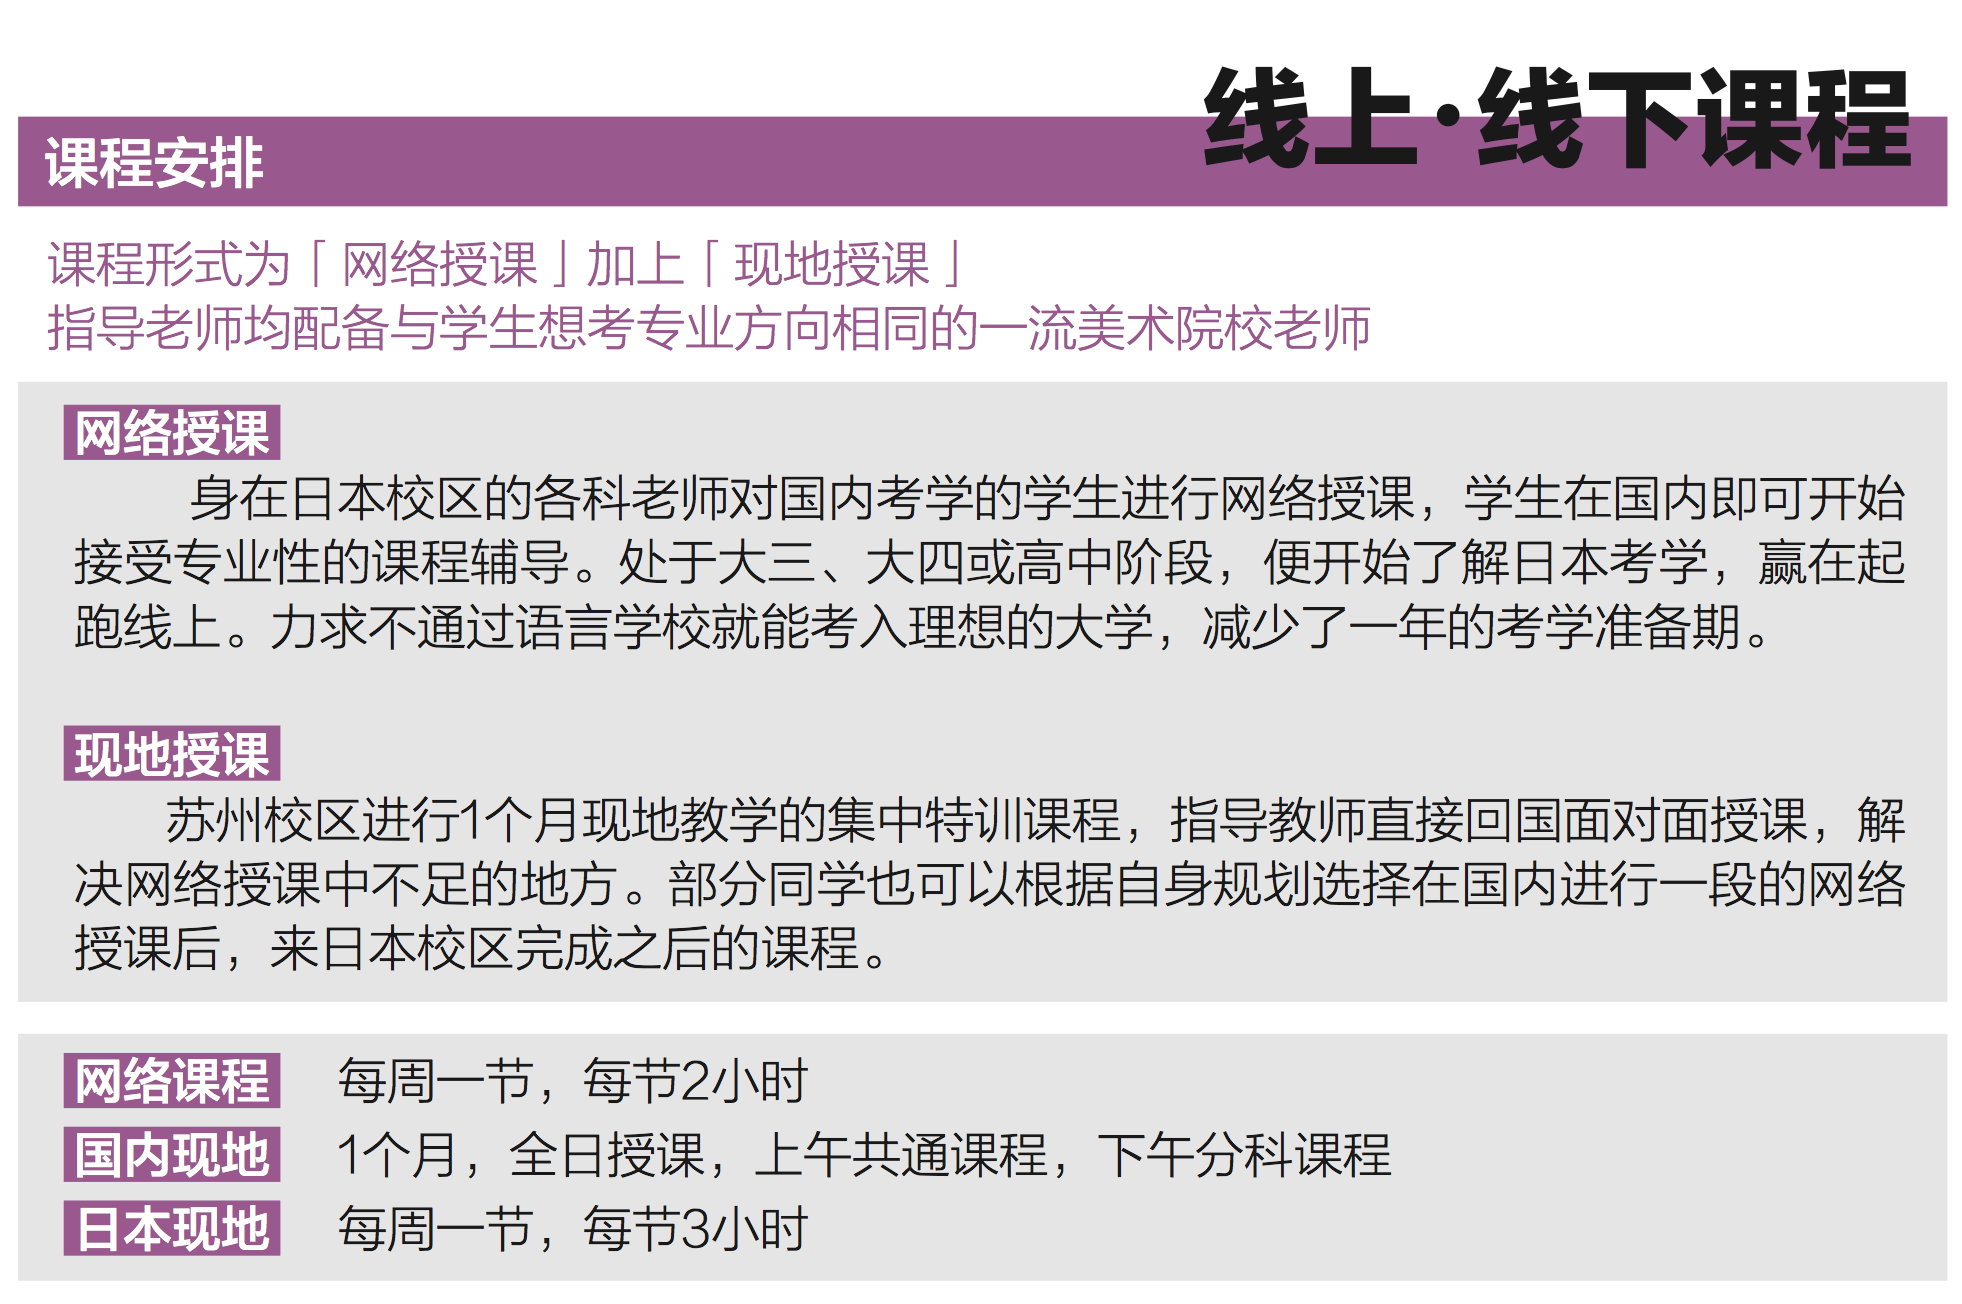 线上·线下课程
课程安排
课程形式为「网络授课」加上「现地授课」
指导老师均配备与学生想考专业方向相同的一流美术院校老师
网络授课
身在日本校区的各科老师对国内考学的学生进行网络授课，学生在国内即可开始
接受专业性的课程辅导。处于大三、大四或高中阶段，便开始了解日本考学，赢在起
跑线上。力求不通过语言学校就能考入理想的大学，减少了一年的考学准备期。
现地授课
苏州校区进行1个月现地教学的集中特训课程，指导教师直接回国面对面授课，解
决网络授课中不足的地方。部分同学也可以根据自身规划选择在国内进行一段的网络
授课后，来日本校区完成之后的课程。
网络课程 每周一节，每节2小时
国内现地 1个月，全日授课，上午共通课程，下午分科课程
日本现地 每周一节，每节3小时